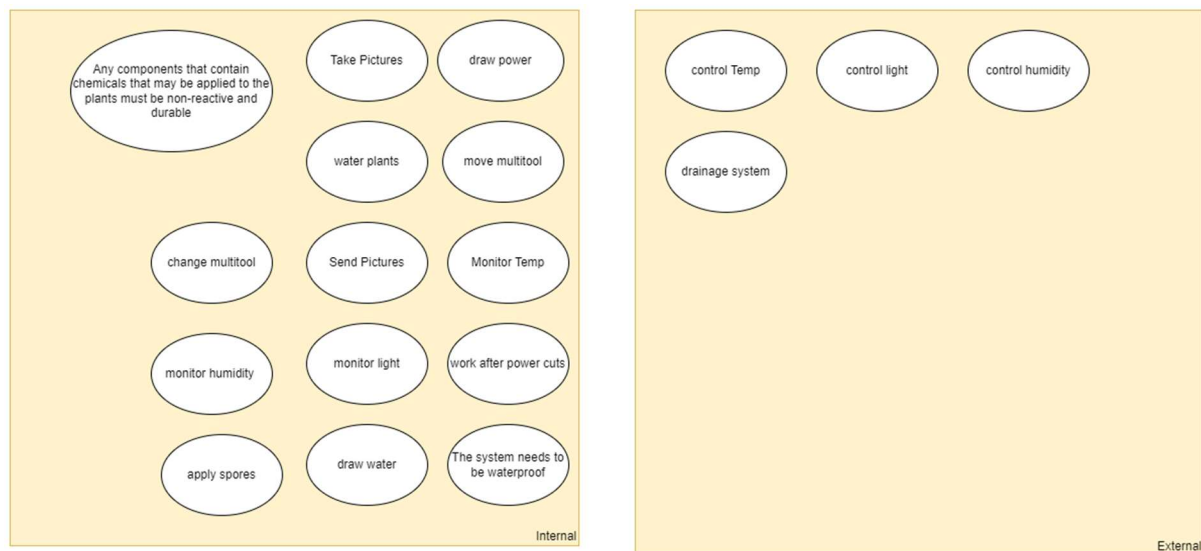 Any components that contain
chemicals that may be applied to the
plants must be non-reactive and
durable
Take Pictures
draw power
water plants
move multitool
change multitool
Send Pictures
Monitor Temp
monitor humidity
monitor light
work after power cuts
apply spores
draw water
The system needs to
be waterproof
Internal
control Temp
control light
control humidity
drainage system
External